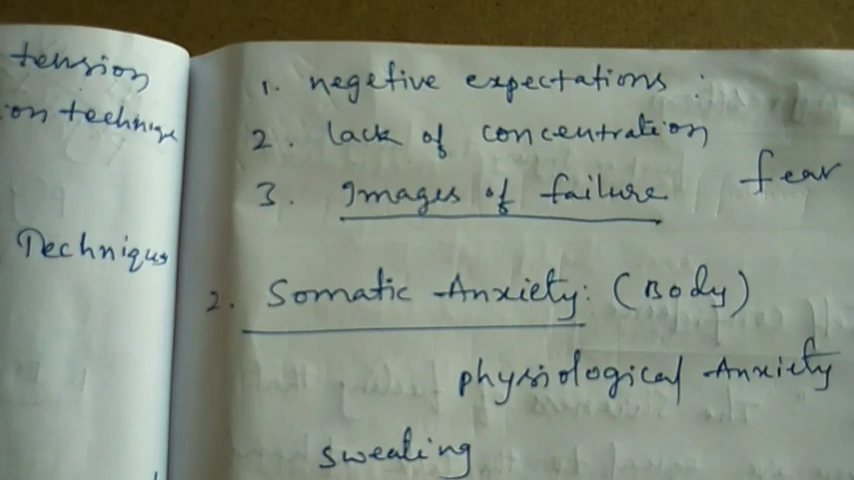 tension
on technique
Techniques
1. negetive expectations :
2. lack of concentration
3. Images of failure fear
2. Somatic Anxiety: (Body)
physiological Anxiety
sweating